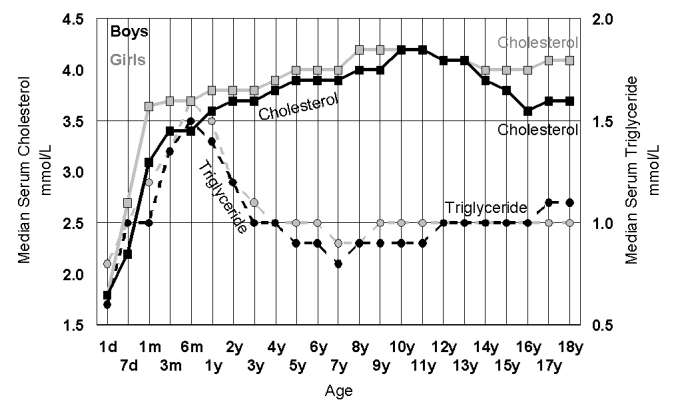 4.5
4.0
3.5
3.0
2.5
2.0
1.5
Median Serum Cholesterol
mmol/L
Boys
Girls
Cholesterol
Cholesterol
Cholesterol
Triglyceride
Triglyceride
2.0
1.5
1.0
0.5
Median Serum Triglyceride
mmol/L
1d 1m 6m 2y 4y 6y 8y 10y 12y 14y 16y 18y
7d 3m 1y 3y 5y 7y 9y 11y 13y 15y 17y
Age